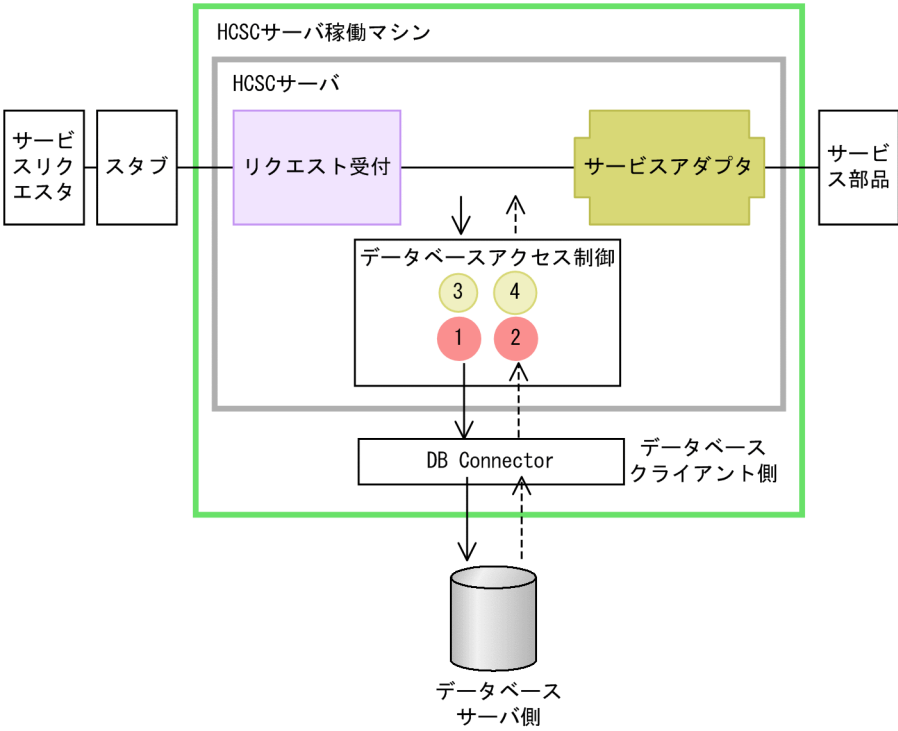 HCSCサーバ稼働マシン
HCSCサーバ
サービ
スリク
エスタ
スタブ
リクエスト受付
サービスアダプタ
サービ
ス部品
データベースアクセス制御
3
4
1
2
DB Connector
データベース
クライアント側
データベース
サーバ側